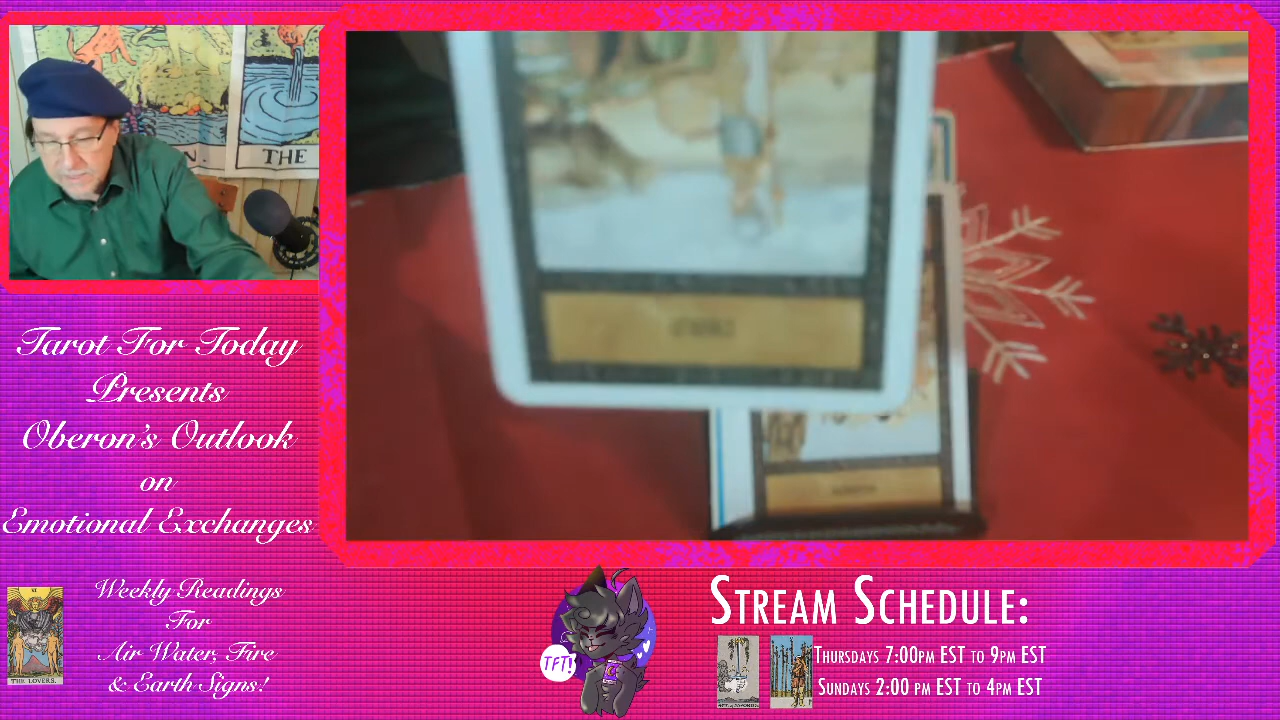 N.
THE
Tarot For Today
Presents
Oberon's Outlook
on
Emotional Exchanges
Weekly Readings
For
Air Water, Fire
& Earth Signs!
VI
THE LOVERS.
TFT!
STREAM SCHEDULE:
THURSDAYS 7:00PM EST TO 9PM EST
SUNDAYS 2:00 PM EST TO 4PM EST